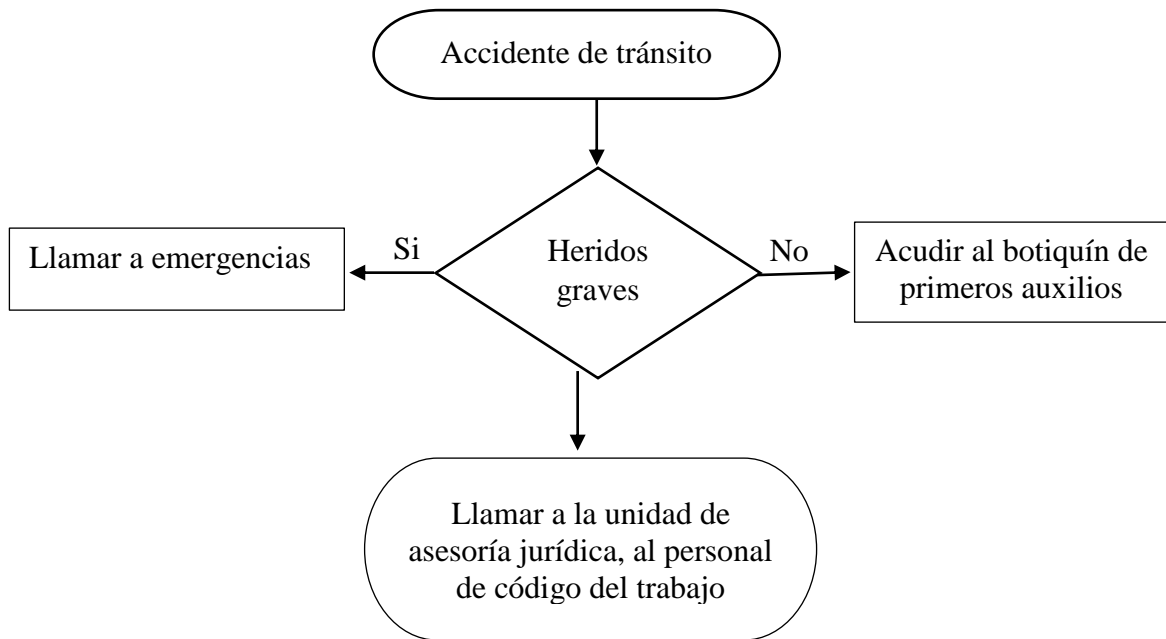 Accidente de tránsito
Llamar a emergencias
Si
Heridos
graves
No
Acudir al botiquín de
primeros auxilios
Llamar a la unidad de
asesoría jurídica, al personal
de código del trabajo